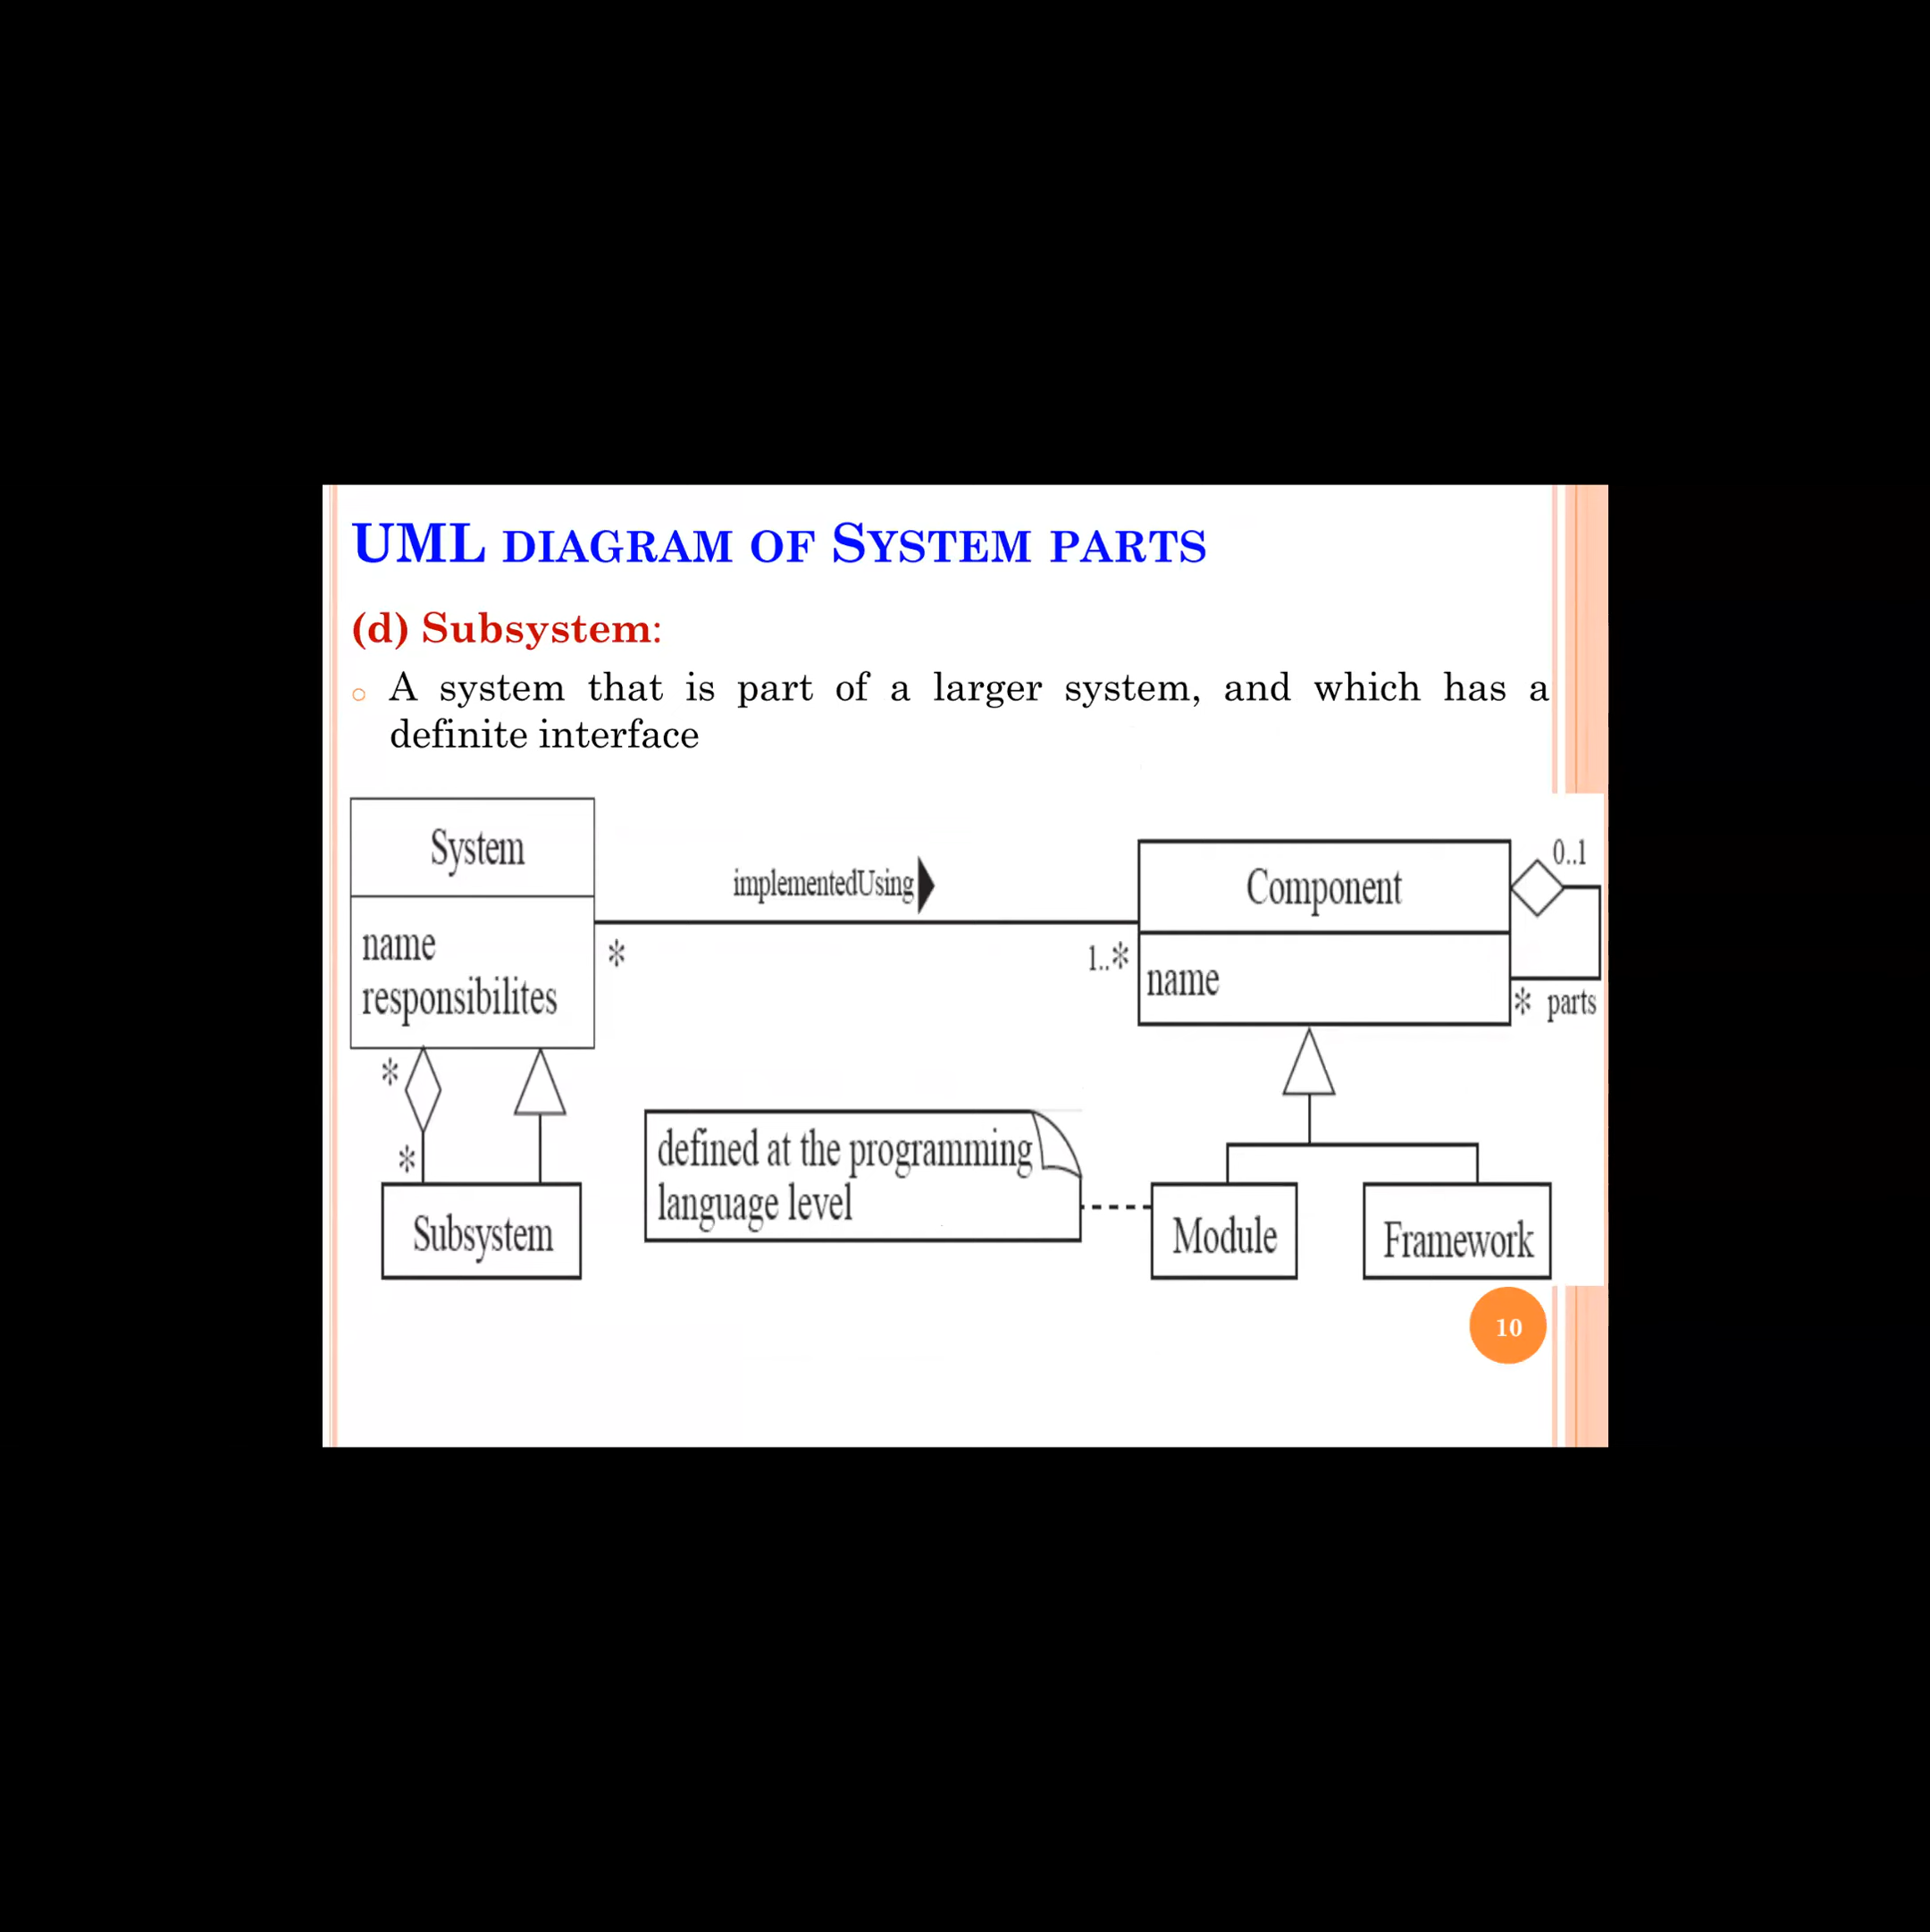 UML DIAGRAM OF SYSTEM PARTS
(d) Subsystem:
A system that is part of a larger system, and which has a
definite interface
System
name
responsibilites
implementedUsing
*
1..*
Component
name
0..1
* parts
*
*
Subsystem
defined at the programming
language level
Module
Framework
10